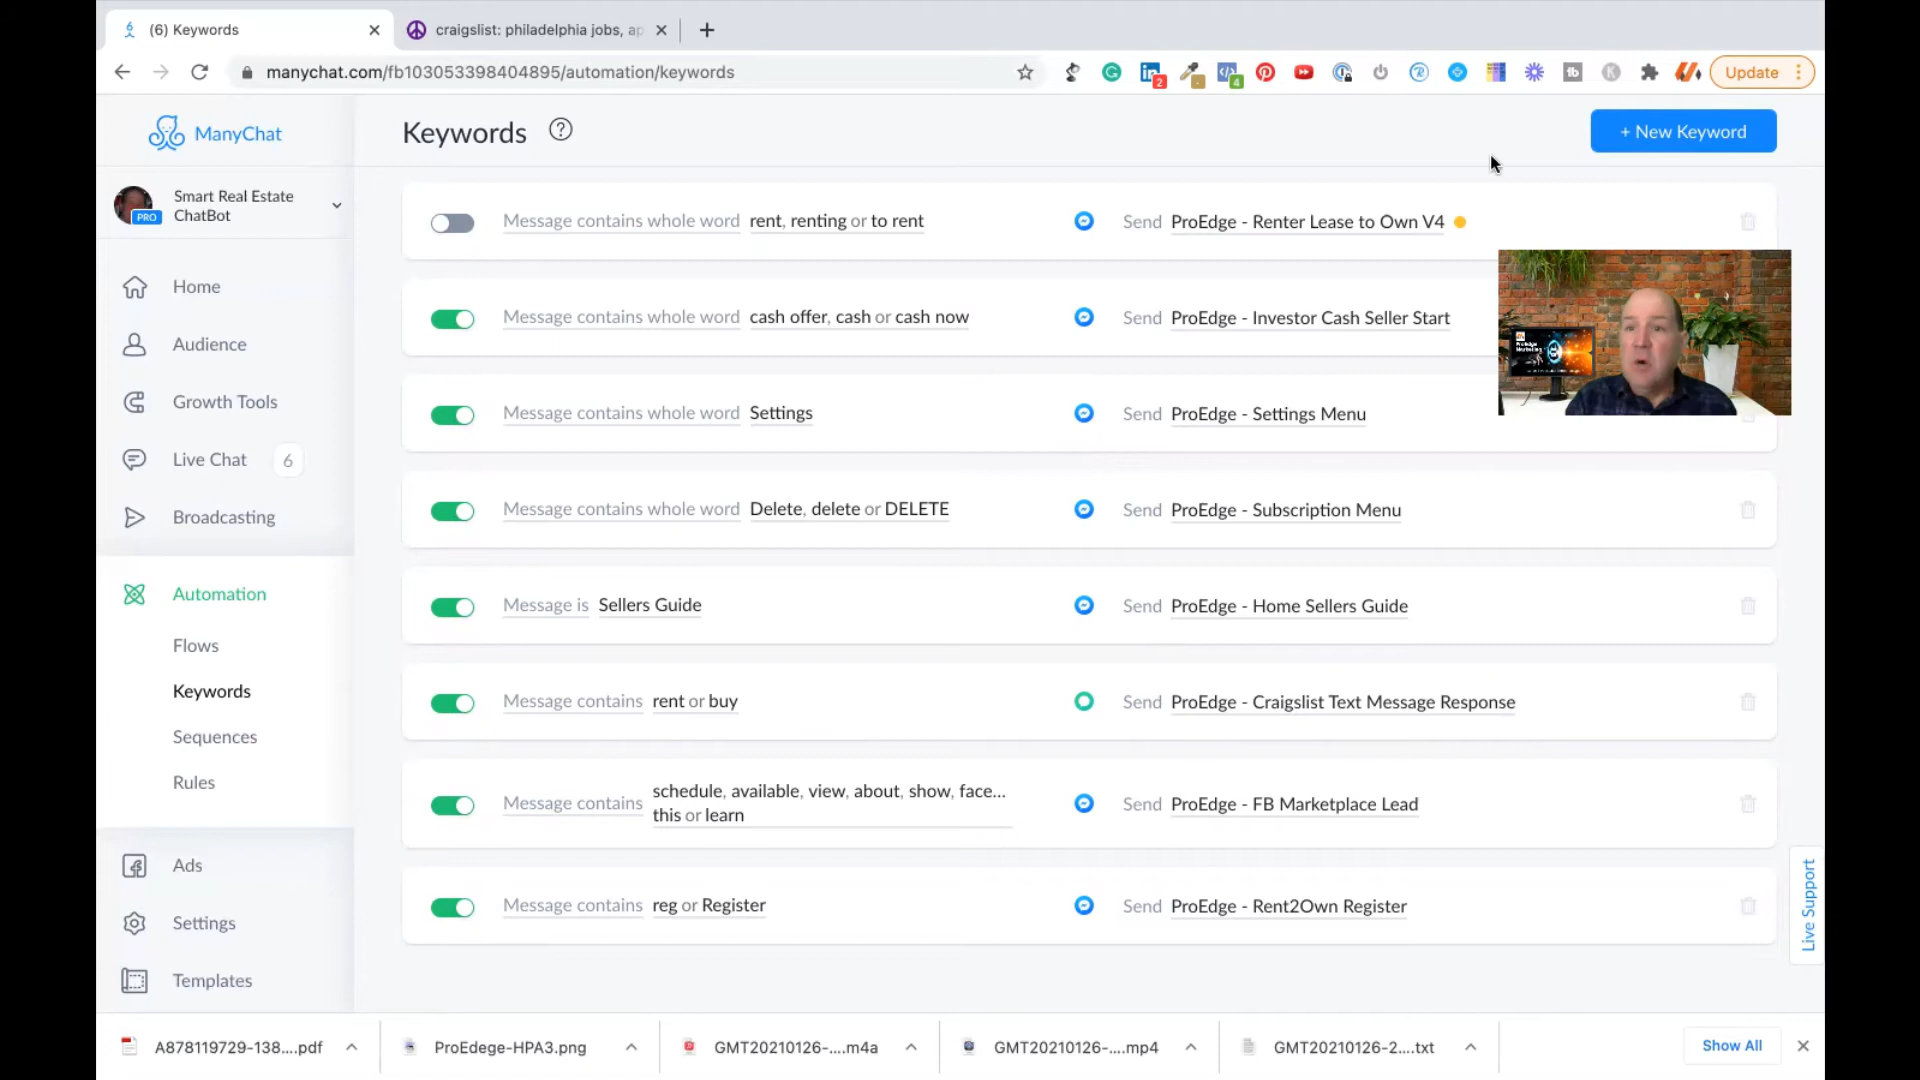 (6) Keywords
craigslist: philadelphia jobs, ap
manychat.com/fb103053398404895/automation/keywords
2
4
Update
ManyChat
Keywords
+ New Keyword
Smart Real Estate
ChatBot
PRO
Home
Audience
Growth Tools
Live Chat 6
Broadcasting
Automation
Flows
Keywords
Sequences
Rules
Ads
Settings
Templates
Message contains whole word rent, renting or to rent Send ProEdge - Renter Lease to Own V4
Message contains whole word cash offer, cash or cash now Send ProEdge - Investor Cash Seller Start
Message contains whole word Settings Send ProEdge - Settings Menu
Message contains whole word Delete, delete or DELETE Send ProEdge - Subscription Menu
Message is Sellers Guide Send ProEdge - Home Sellers Guide
Message contains rent or buy Send ProEdge - Craigslist Text Message Response
Message contains schedule, available, view, about, show, face...
this or learn
Send ProEdge - FB Marketplace Lead
Message contains reg or Register Send ProEdge - Rent2Own Register
Live Support
A878119729-138....pdf
ProEdege-HPA3.png
GMT20210126-....m4a
GMT20210126-....mp4
GMT20210126-2....txt
Show All